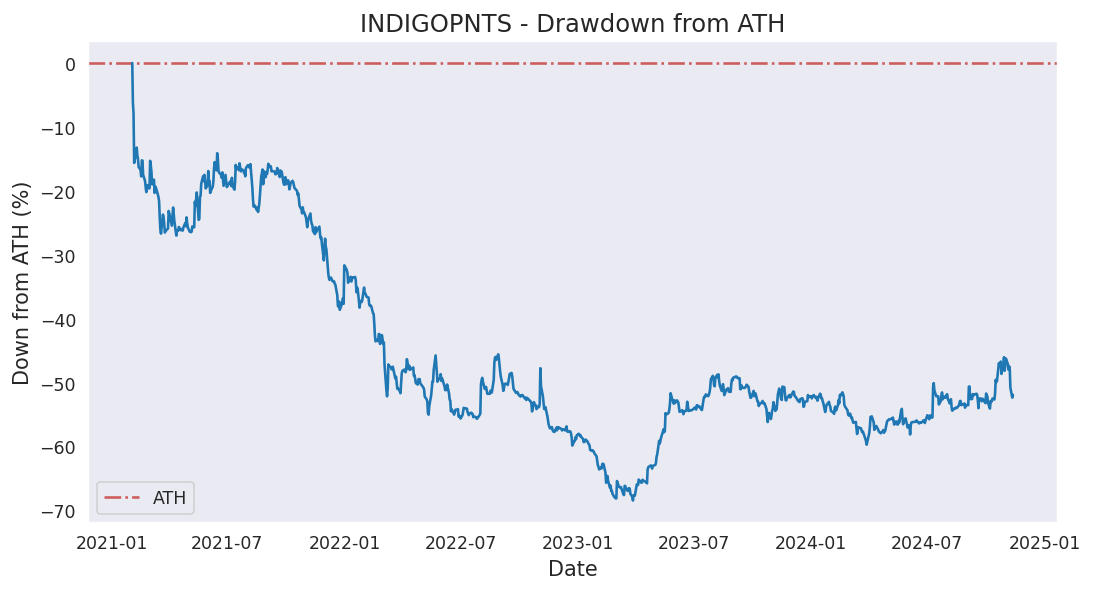 INDIGOPNTS - Drawdown from ATH
Down from ATH (%)
0
−10
−20
−30
−40
−50
−60
−70
ATH
2021-01 2021-07 2022-01 2022-07 2023-01 2023-07 2024-01 2024-07 2025-01
Date